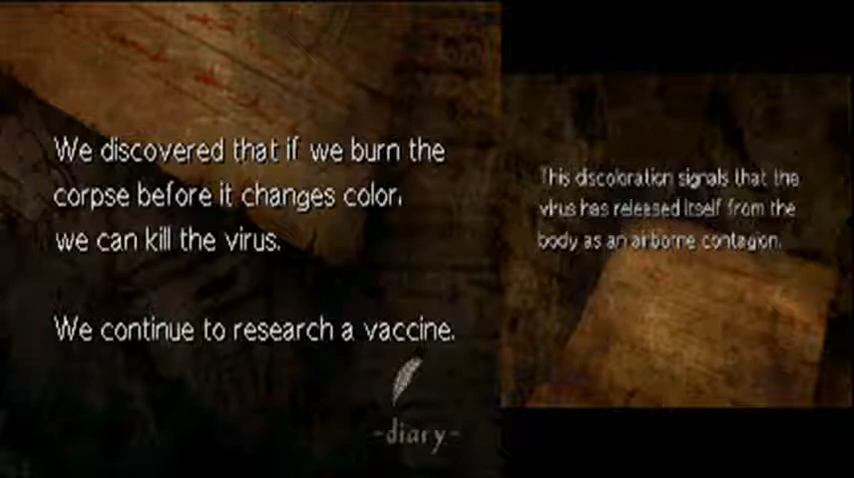 We discovered that if we burn the
corpse before it changes color,
we can kill the virus.
We continue to research a vaccine.
-diary-
This discoloration signals that the
virus has released itself from the
body as an airborne contagion.